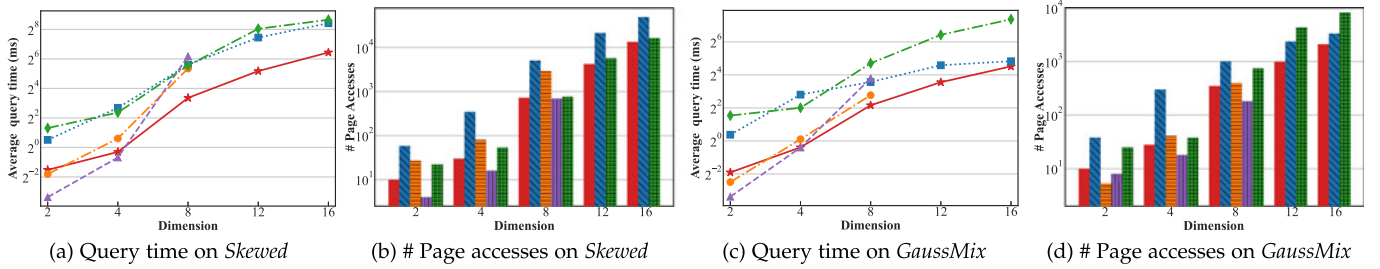 Average query time (ms)
2^8
2^6
2^4
2^2
2^0
2^-2
2 4 8 12 16
Dimension
(a) Query time on Skewed
# Page Accesses
10^4
10^3
10^2
10^1
2 4 8 12 16
Dimension
(b) # Page accesses on Skewed
Average query time (ms)
2^6
2^4
2^2
2^0
2^-2
2 4 8 12 16
Dimension
(c) Query time on GaussMix
# Page Accesses
10^4
10^3
10^2
10^1
2 4 8 12 16
Dimension
(d) # Page accesses on GaussMix